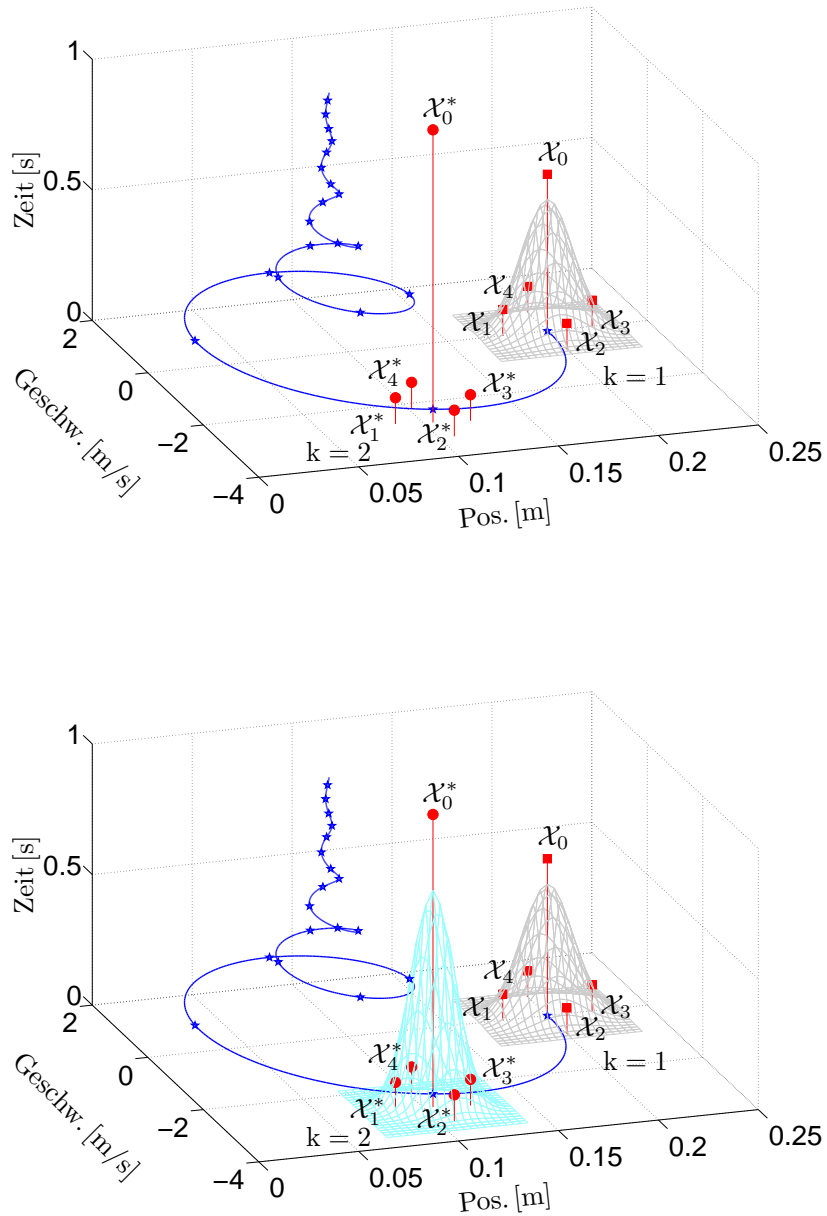 1
0.5
0
Zeit [s]
2
0
−2
−4
Geschw. [m/s]
0
0.05
0.1
0.15
0.2
0.25
Pos. [m]
𝒳₀*
𝒳₀
𝒳₄
𝒳₁
𝒳₃
𝒳₂
k = 1
𝒳₄*
𝒳₃*
𝒳₁*
𝒳₂*
k = 2
1
0.5
0
Zeit [s]
2
0
−2
−4
Geschw. [m/s]
0
0.05
0.1
0.15
0.2
0.25
Pos. [m]
𝒳₀*
𝒳₀
𝒳₄
𝒳₁
𝒳₃
𝒳₂
k = 1
𝒳₄*
𝒳₃*
𝒳₁*
𝒳₂*
k = 2